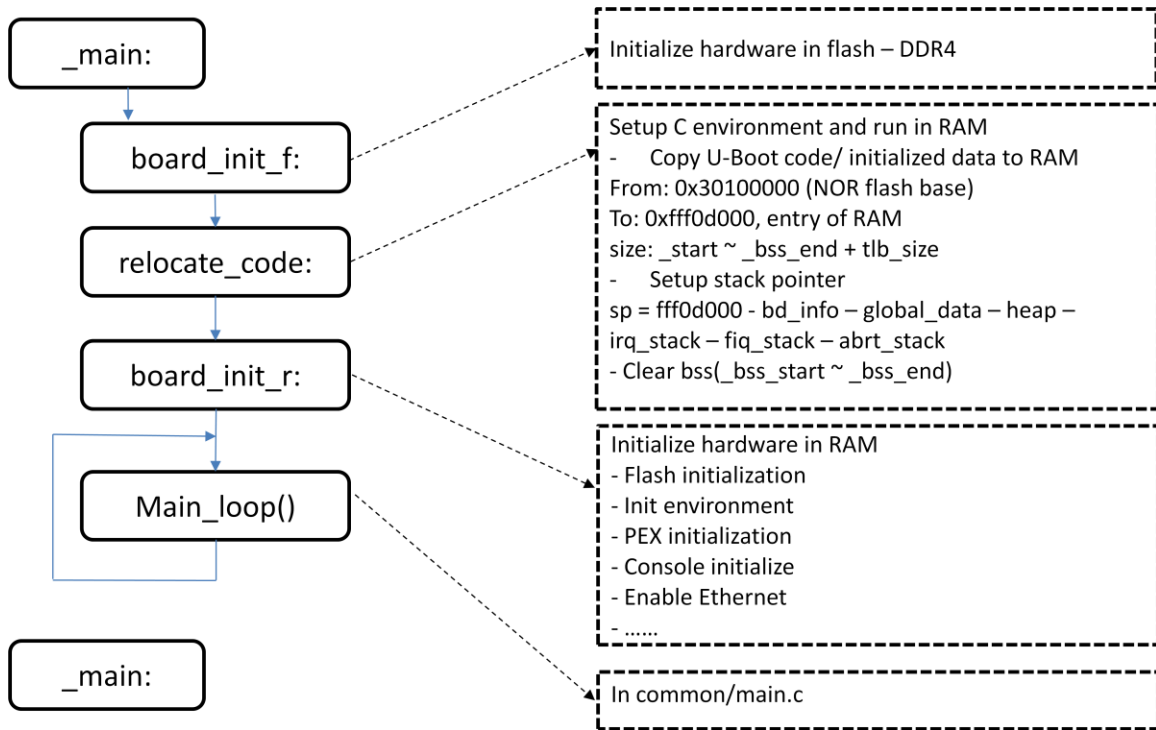 _main:
board_init_f:
relocate_code:
board_init_r:
Main_loop()
_main:
Initialize hardware in flash – DDR4
Setup C environment and run in RAM
- Copy U-Boot code/ initialized data to RAM
From: 0x30100000 (NOR flash base)
To: 0xfff0d000, entry of RAM
size: _start ~ _bss_end + tlb_size
- Setup stack pointer
sp = fff0d000 - bd_info – global_data – heap –
irq_stack – fiq_stack – abrt_stack
- Clear bss(_bss_start ~ _bss_end)
Initialize hardware in RAM
- Flash initialization
- Init environment
- PEX initialization
- Console initialize
- Enable Ethernet
- ......
In common/main.c